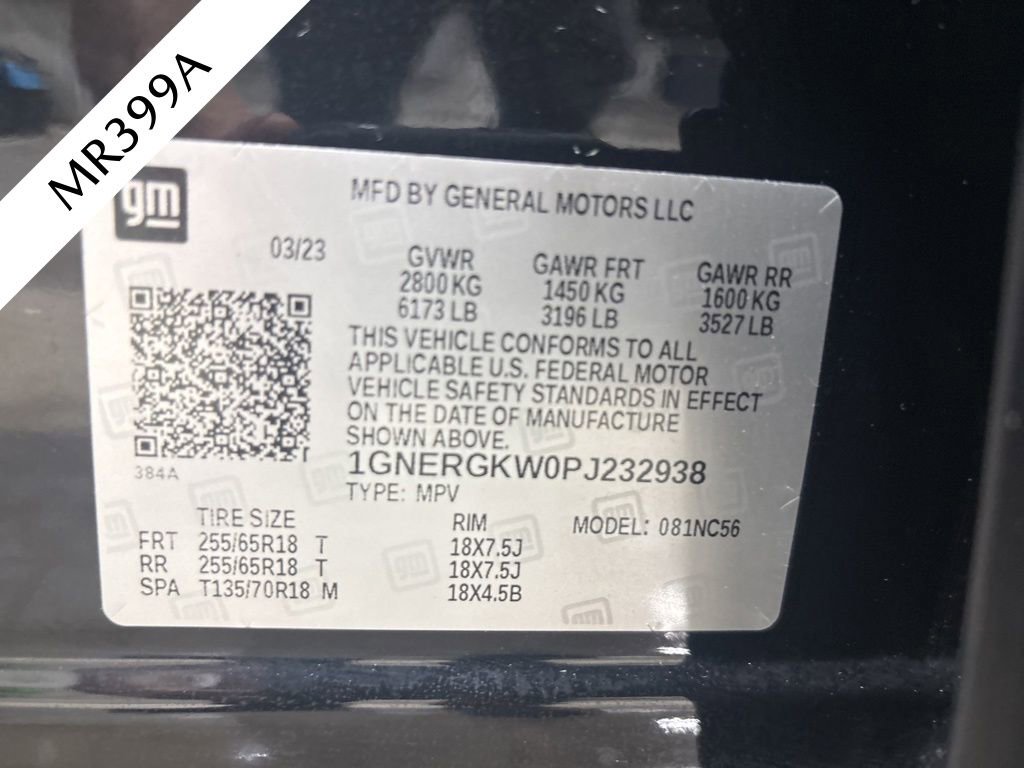 MR399A
gm
MFD BY GENERAL MOTORS LLC
03/23
GVWR GAWR FRT GAWR RR
2800 KG 1450 KG 1600 KG
6173 LB 3196 LB 3527 LB
THIS VEHICLE CONFORMS TO ALL
APPLICABLE U.S. FEDERAL MOTOR
VEHICLE SAFETY STANDARDS IN EFFECT
ON THE DATE OF MANUFACTURE
SHOWN ABOVE.
384A
1GNERGKW0PJ232938
TYPE: MPV
TIRE SIZE RIM MODEL: 081NC56
FRT 255/65R18 T 18X7.5J
RR 255/65R18 T 18X7.5J
SPA T135/70R18 M 18X4.5B